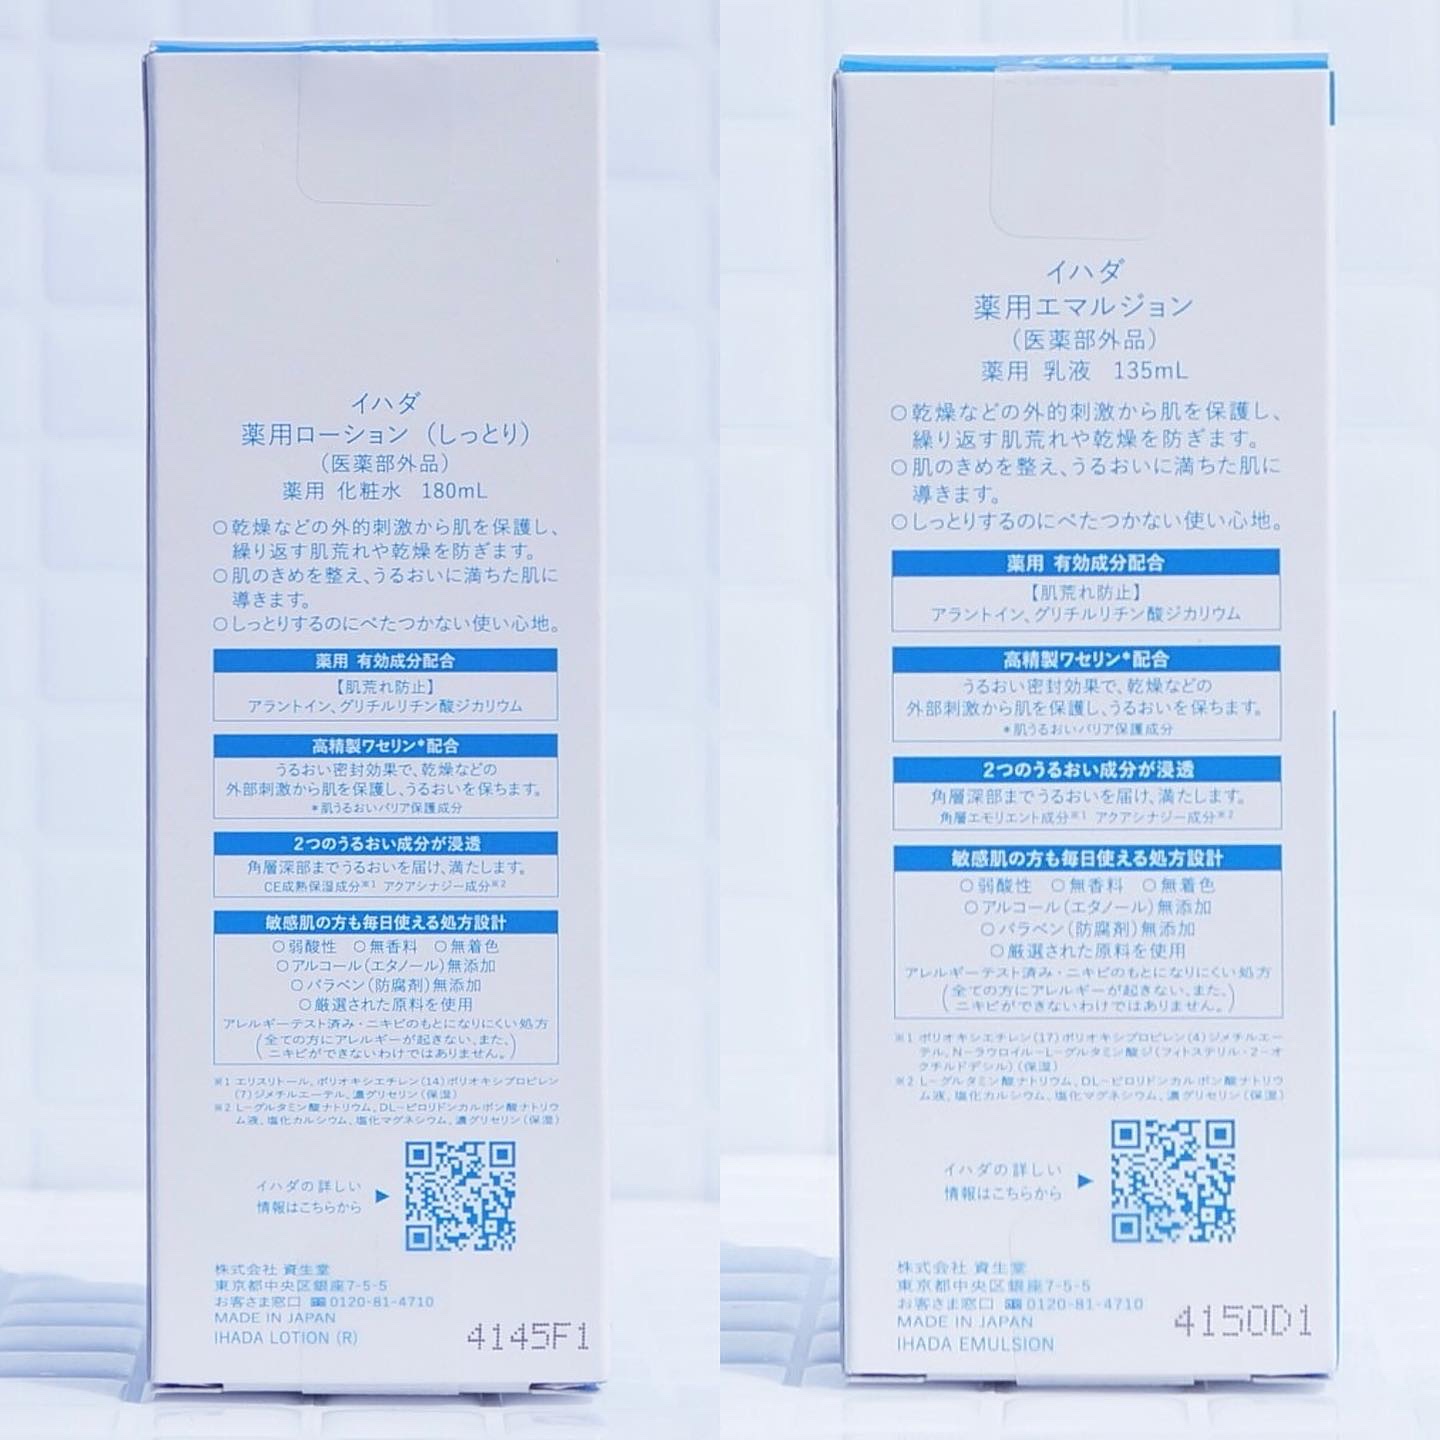 イハダ
薬用ローション（しっとり）
（医薬部外品）
薬用 化粧水　180mL
○乾燥などの外的刺激から肌を保護し、
繰り返す肌荒れや乾燥を防ぎます。
○肌のきめを整え、うるおいに満ちた肌に
導きます。
○しっとりするのにべたつかない使い心地。
薬用 有効成分配合
【肌荒れ防止】
アラントイン、グリチルリチン酸ジカリウム
高精製ワセリン*配合
うるおい密封効果で、乾燥などの
外部刺激から肌を保護し、うるおいを保ちます。
*肌うるおいバリア保護成分
2つのうるおい成分が浸透
角層深部までうるおいを届け、満たします。
CE成熟保湿成分※1 アクアシナジー成分※2
敏感肌の方も毎日使える処方設計
○弱酸性　○無香料　○無着色
○アルコール（エタノール）無添加
○パラベン（防腐剤）無添加
○厳選された原料を使用
アレルギーテスト済み・ニキビのもとになりにくい処方
（全ての方にアレルギーが起きない、また、
ニキビができないわけではありません。）
※1 エリスリトール、ポリオキシエチレン（14）ポリオキシプロピレン
（7）ジメチルエーテル、濃グリセリン（保湿）
※2 L−グルタミン酸ナトリウム、DL−ピロリドンカルボン酸ナトリウ
ム液、塩化カルシウム、塩化マグネシウム、濃グリセリン（保湿）
イハダの詳しい
情報はこちらから
株式会社 資生堂
東京都中央区銀座7-5-5
お客さま窓口 0120-81-4710
MADE IN JAPAN
IHADA LOTION (R)
4145F1
薬用ケア
イハダ
薬用エマルジョン
（医薬部外品）
薬用 乳液　135mL
○乾燥などの外的刺激から肌を保護し、
繰り返す肌荒れや乾燥を防ぎます。
○肌のきめを整え、うるおいに満ちた肌に
導きます。
○しっとりするのにべたつかない使い心地。
薬用 有効成分配合
【肌荒れ防止】
アラントイン、グリチルリチン酸ジカリウム
高精製ワセリン*配合
うるおい密封効果で、乾燥などの
外部刺激から肌を保護し、うるおいを保ちます。
*肌うるおいバリア保護成分
2つのうるおい成分が浸透
角層深部までうるおいを届け、満たします。
角層エモリエント成分※1 アクアシナジー成分※2
敏感肌の方も毎日使える処方設計
○弱酸性　○無香料　○無着色
○アルコール（エタノール）無添加
○パラベン（防腐剤）無添加
○厳選された原料を使用
アレルギーテスト済み・ニキビのもとになりにくい処方
（全ての方にアレルギーが起きない、また、
ニキビができないわけではありません。）
※1 ポリオキシエチレン（17）ポリオキシプロピレン（4）ジメチルエー
テル、N−ラウロイル−L−グルタミン酸ジ（フィトステリル・2−オ
クチルドデシル）（保湿）
※2 L−グルタミン酸ナトリウム、DL−ピロリドンカルボン酸ナトリウ
ム液、塩化カルシウム、塩化マグネシウム、濃グリセリン（保湿）
イハダの詳しい
情報はこちらから
株式会社 資生堂
東京都中央区銀座7-5-5
お客さま窓口 0120-81-4710
MADE IN JAPAN
IHADA EMULSION
4150D1